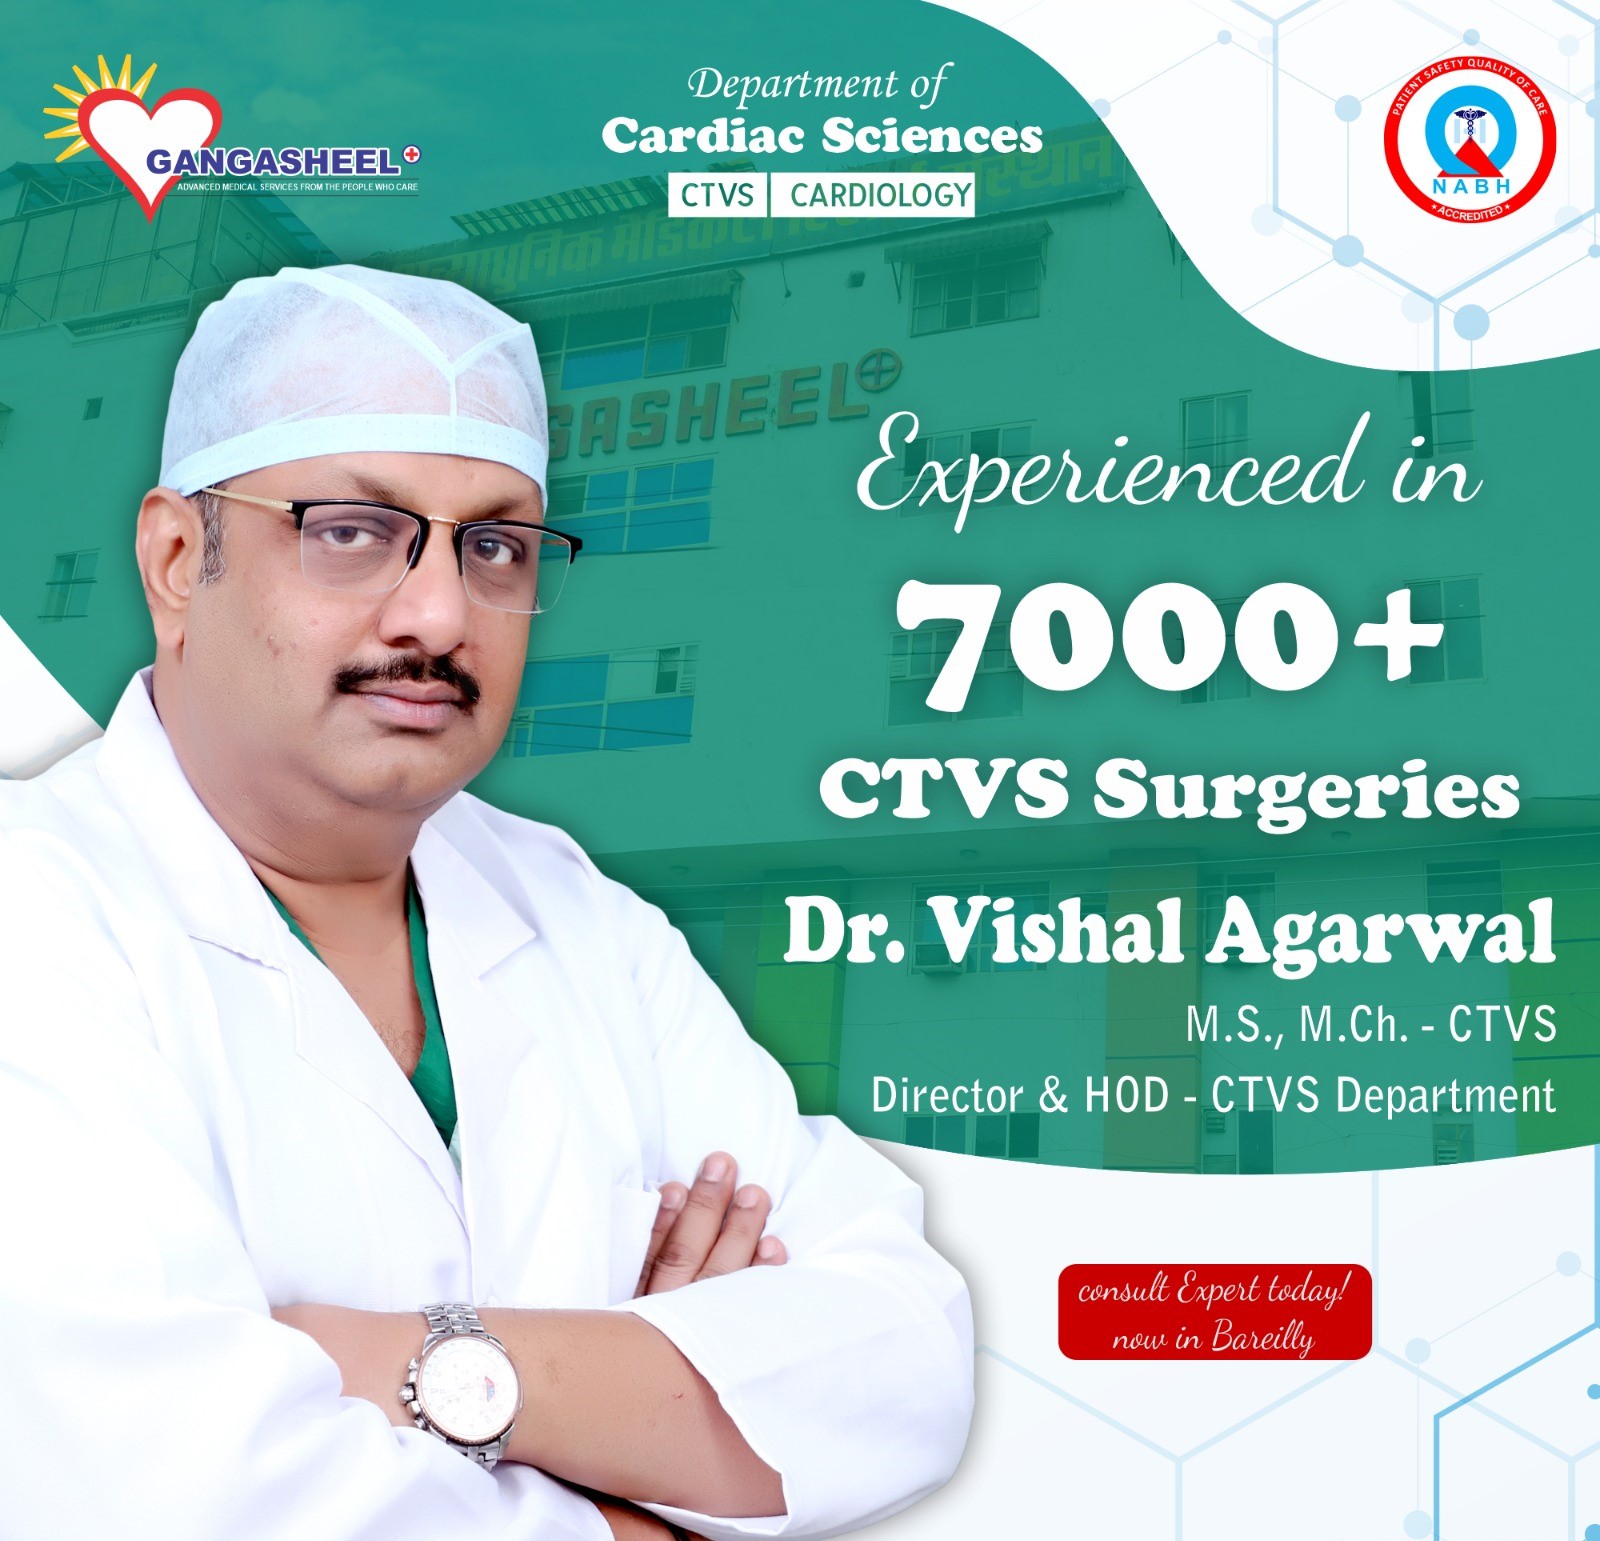 GANGASHEEL
ADVANCED MEDICAL SERVICES FROM THE PEOPLE WHO CARE
Department of
Cardiac Sciences
CTVS | CARDIOLOGY
PATIENT SAFETY QUALITY OF CARE
NABH
ACCREDITED
संस्थान
ASHEEL
Experienced in
7000+
CTVS Surgeries
Dr. Vishal Agarwal
M.S., M.Ch. - CTVS
Director & HOD - CTVS Department
consult Expert today!
now in Bareilly